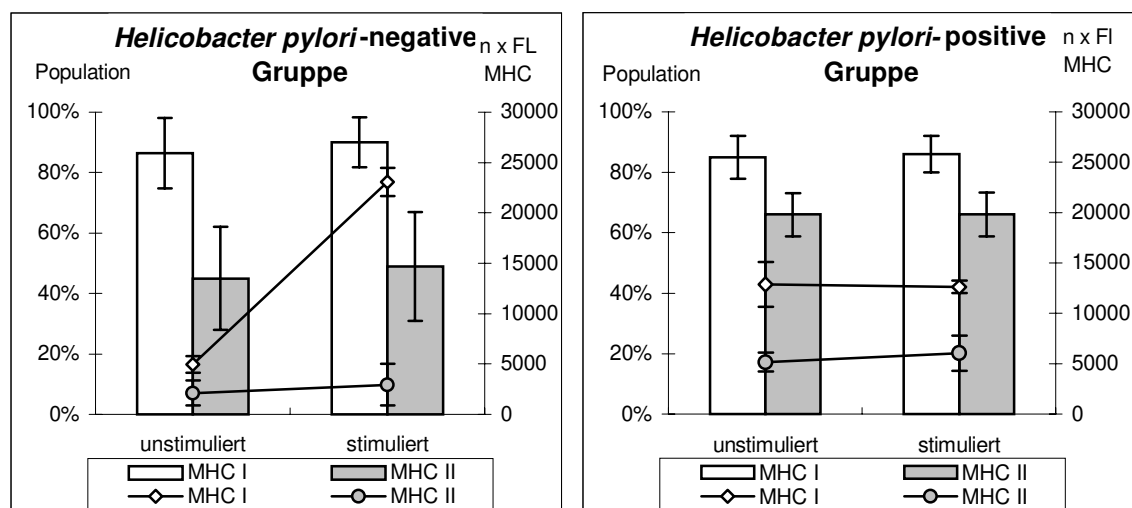 Helicobacter pylori-negative
Gruppe
Population
n x FL
MHC
100%
80%
60%
40%
20%
0%
30000
25000
20000
15000
10000
5000
0
unstimuliert stimuliert
MHC I MHC II
MHC I MHC II
Helicobacter pylori-positive
Gruppe
Population
n x Fl
MHC
100%
80%
60%
40%
20%
0%
30000
25000
20000
15000
10000
5000
0
unstimuliert stimuliert
MHC I MHC II
MHC I MHC II